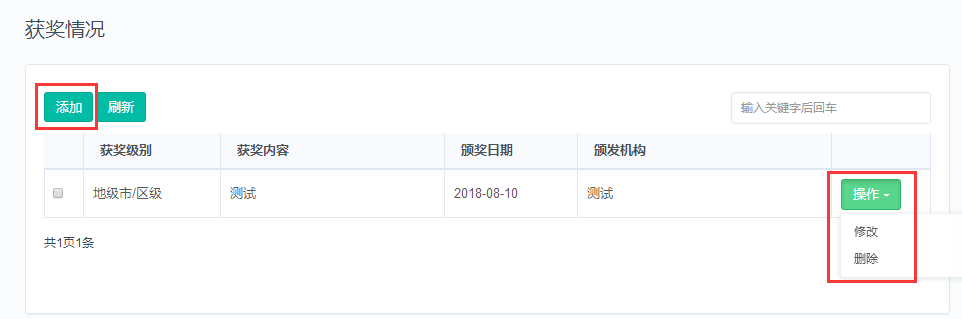 获奖情况
添加 刷新 输入关键字后回车
获奖级别 获奖内容 颁奖日期 颁发机构
地级市/区级 测试 2018-08-10 测试 操作
修改
删除
共1页1条